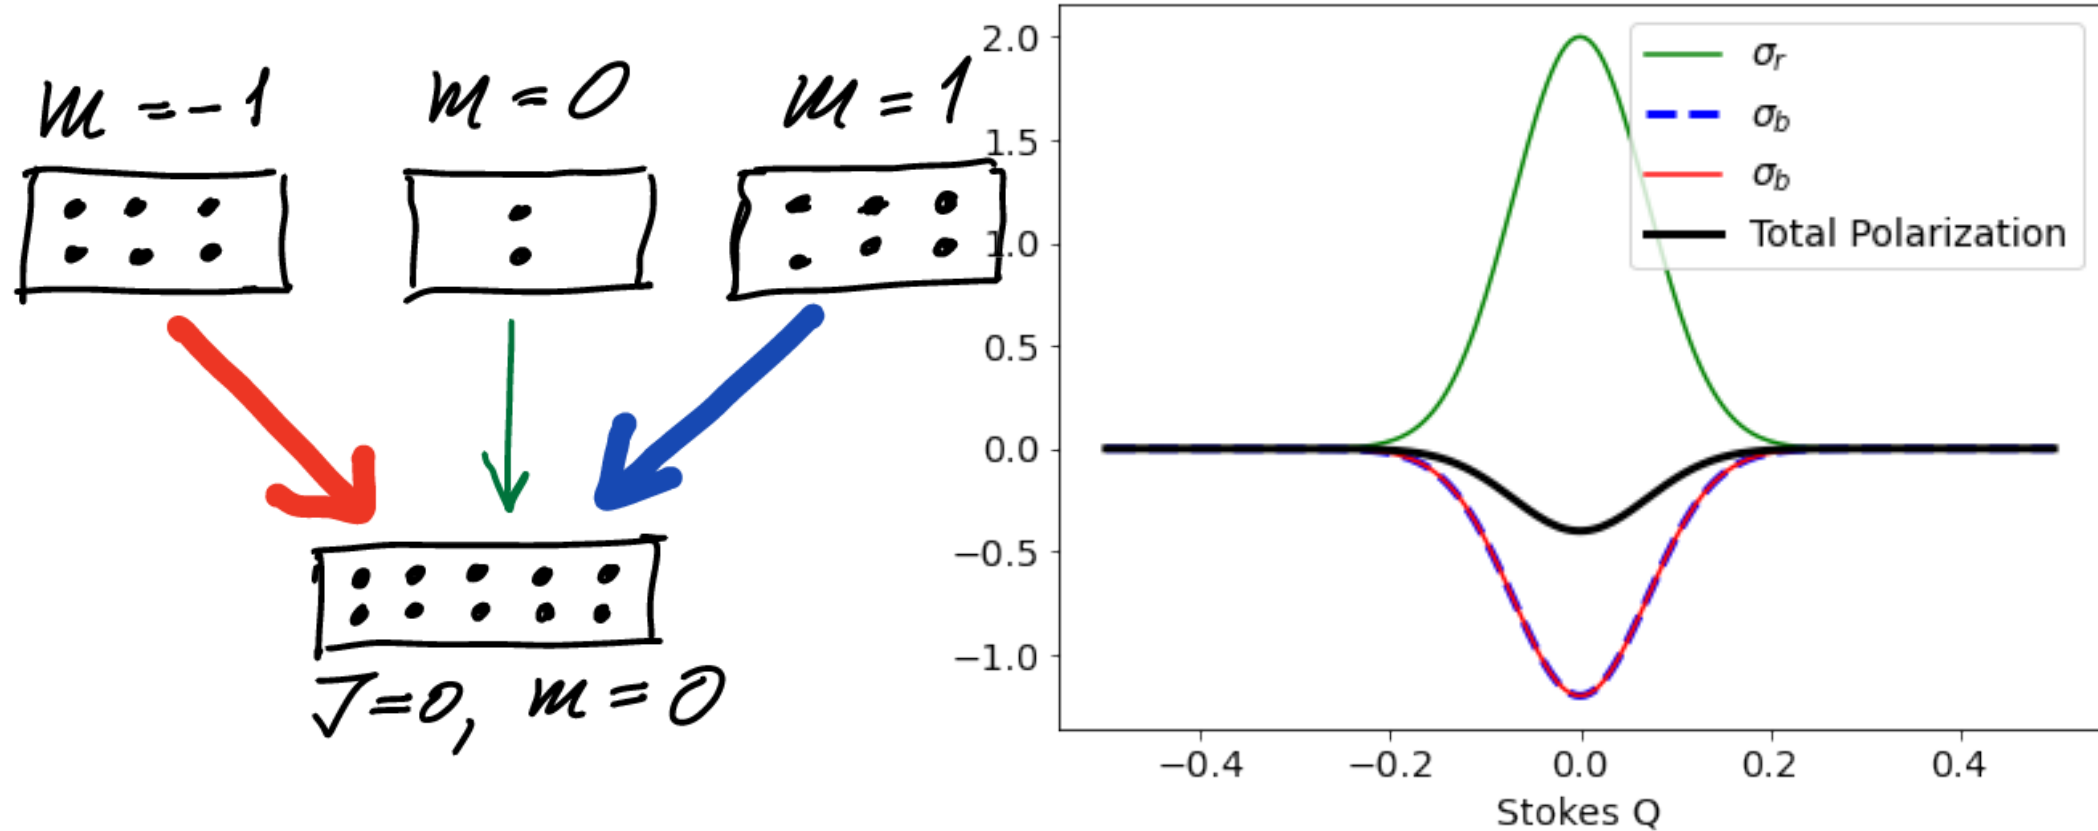 m = -1
m = 0
m = 1
J=0, m = 0
2.0
1.5
1.0
0.5
0.0
−0.5
−1.0
σr
σb
σb
Total Polarization
−0.4
−0.2
0.0
0.2
0.4
Stokes Q